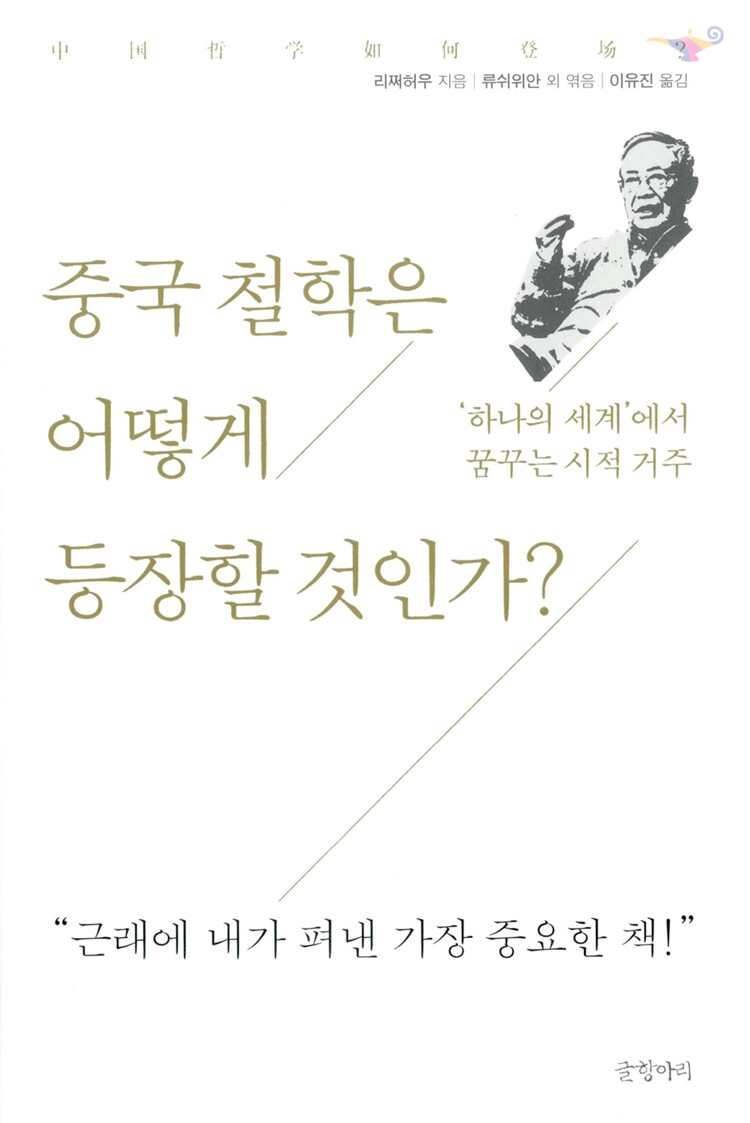 中国哲学如何登场?
리쩌허우 지음 | 류쉬위안 외 엮음 | 이유진 옮김
중국 철학은
어떻게
등장할 것인가?
‘하나의 세계’에서
꿈꾸는 시적 거주
“근래에 내가 펴낸 가장 중요한 책!”
글항아리